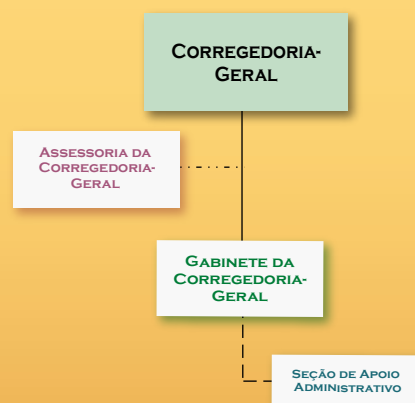 CORREGEDORIA-
GERAL
ASSESSORIA DA
CORREGEDORIA-
GERAL
GABINETE DA
CORREGEDORIA-
GERAL
SEÇÃO DE APOIO
ADMINISTRATIVO